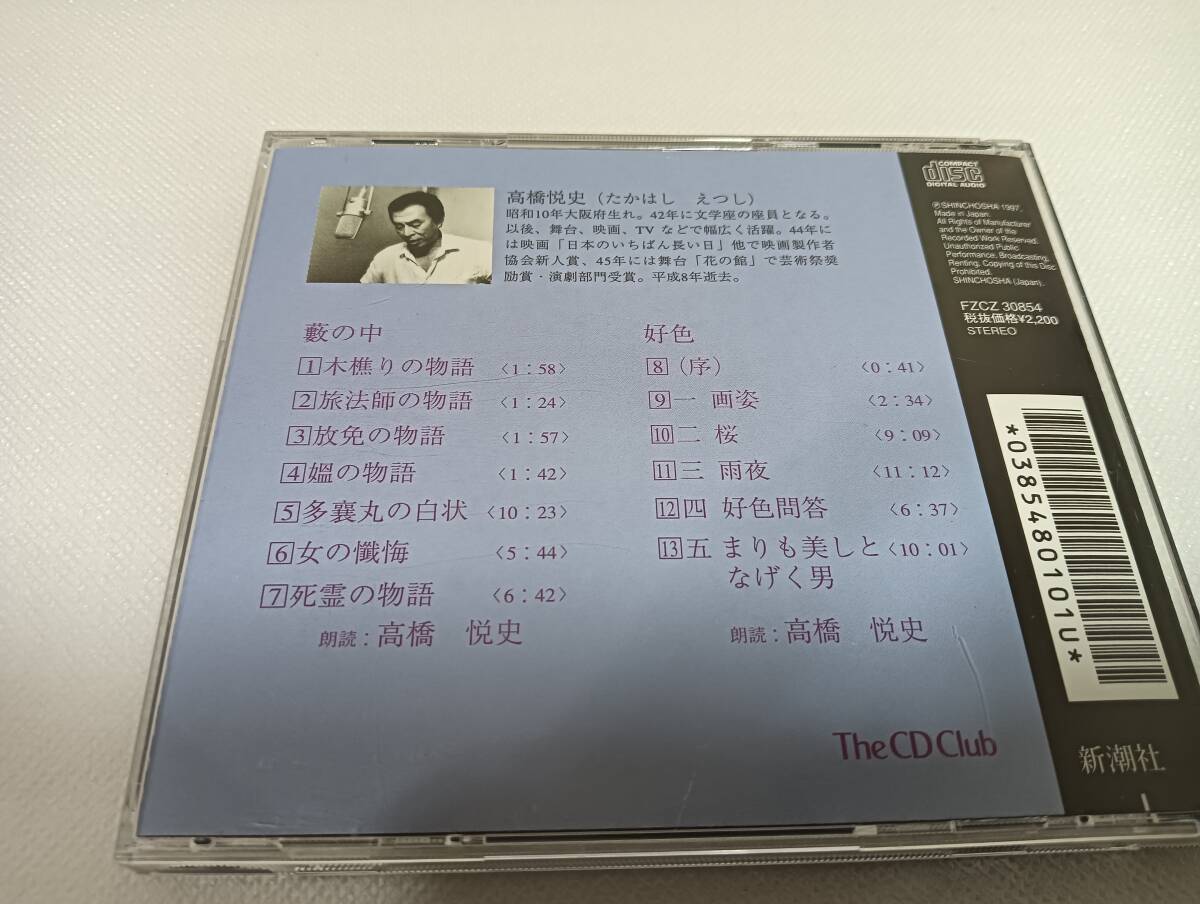 高橋悦史（たかはし　えつし）
昭和10年大阪府生れ。42年に文学座の座員となる。
以後、舞台、映画、TV などで幅広く活躍。44年に
は映画「日本のいちばん長い日」他で映画製作者
協会新人賞、45年には舞台「花の館」で芸術祭奨
励賞・演劇部門受賞。平成8年逝去。
藪の中
1 木樵りの物語 〈1：58〉
2 旅法師の物語 〈1：24〉
3 放免の物語 〈1：57〉
4 媼の物語 〈1：42〉
5 多襄丸の白状 〈10：23〉
6 女の懺悔 〈5：44〉
7 死霊の物語 〈6：42〉
朗読：高橋　悦史
好色
8（序） 〈0：41〉
9 一 画姿 〈2：34〉
10 二 桜 〈9：09〉
11 三 雨夜 〈11：12〉
12 四 好色問答 〈6：37〉
13 五 まりも美しと 〈10：01〉
なげく男
朗読：高橋　悦史
The CD Club
COMPACT
disc
DIGITAL AUDIO
Ⓟ SHINCHOSHA 1997.
Made in Japan.
All Rights of Manufacturer
and the Owner of the
Recorded Work Reserved.
Unauthorized Public
Performance, Broadcasting,
Renting, Copying of this Disc
Prohibited.
SHINCHOSHA (Japan).
FZCZ 30854
税抜価格¥2,200
STEREO
*0385480101U*
新潮社